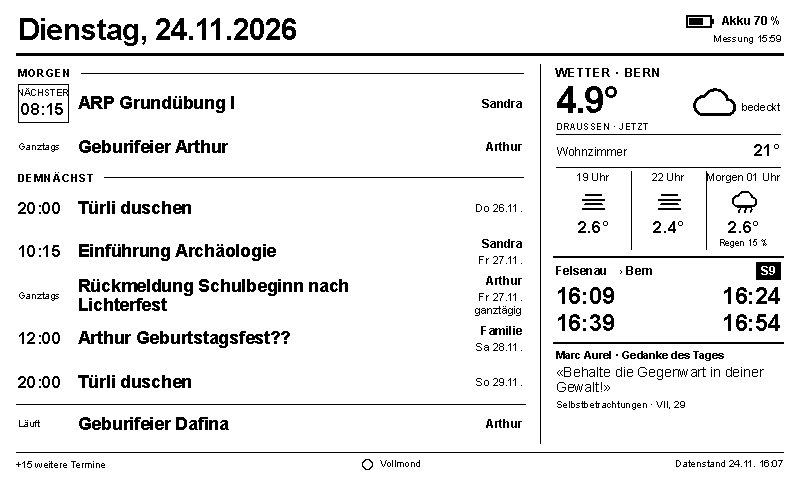 Dienstag, 24.11.2026
Akku 70 %
Messung 15:59
MORGEN
NÄCHSTER
08:15
ARP Grundübung I
Sandra
Ganztags
Geburifeier Arthur
Arthur
DEMNÄCHST
20:00
Türli duschen
Do 26.11.
10:15
Einführung Archäologie
Sandra
Fr 27.11.
Ganztags
Rückmeldung Schulbeginn nach
Lichterfest
Arthur
Fr 27.11.
ganztägig
12:00
Arthur Geburtstagsfest??
Familie
Sa 28.11.
20:00
Türli duschen
So 29.11.
Läuft
Geburifeier Dafina
Arthur
WETTER · BERN
4.9°
bedeckt
DRAUSSEN · JETZT
Wohnzimmer
21°
19 Uhr
22 Uhr
Morgen 01 Uhr
2.6°
2.4°
2.6°
Regen 15 %
Felsenau › Bern
S9
16:09
16:24
16:39
16:54
Marc Aurel · Gedanke des Tages
«Behalte die Gegenwart in deiner
Gewalt!»
Selbstbetrachtungen · VII, 29
+15 weitere Termine
Vollmond
Datenstand 24.11. 16:07